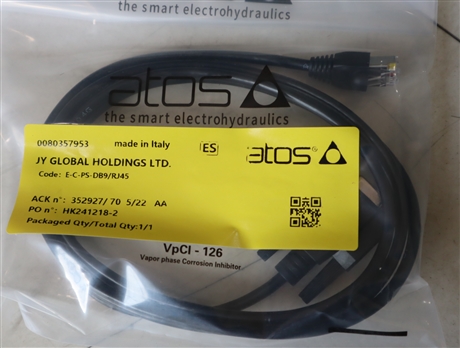 the smart electrohydraulics
atos
the smart electrohydraulics
0080357953 made in Italy ES
JY GLOBAL HOLDINGS LTD. atos®
Code: E-C-PS-DB9/RJ45
ACK n°: 352927/ 70 5/22 AA
PO n°: HK241218-2
Packaged Qty/Total Qty:1/1
VpCI - 126
Vapor phase Corrosion Inhibitor